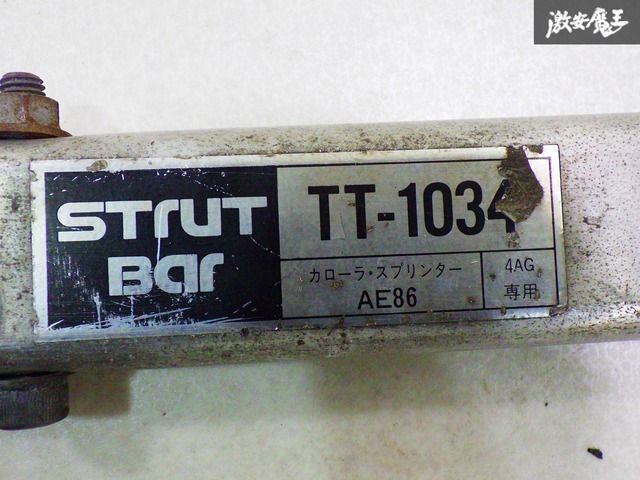 激安魔王
STrUT
Bar
TT-1034
カローラ・スプリンター
AE86
4AG
専用